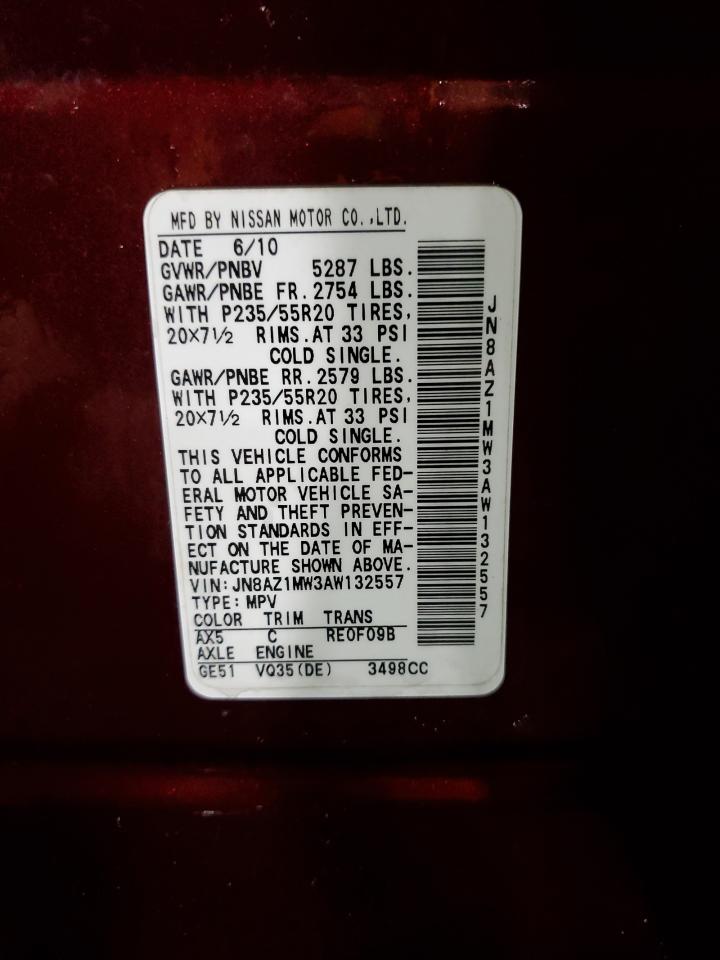 MFD BY NISSAN MOTOR CO.,LTD.
DATE 6/10
GVWR/PNBV 5287 LBS.
GAWR/PNBE FR. 2754 LBS.
WITH P235/55R20 TIRES,
20X7½ RIMS. AT 33 PSI
COLD SINGLE.
GAWR/PNBE RR. 2579 LBS.
WITH P235/55R20 TIRES,
20X7½ RIMS. AT 33 PSI
COLD SINGLE.
THIS VEHICLE CONFORMS
TO ALL APPLICABLE FED-
ERAL MOTOR VEHICLE SA-
FETY AND THEFT PREVEN-
TION STANDARDS IN EFF-
ECT ON THE DATE OF MA-
NUFACTURE SHOWN ABOVE.
VIN: JN8AZ1MW3AW132557
TYPE: MPV
COLOR TRIM TRANS
AX5 C RE0F09B
AXLE ENGINE
GE51 VQ35(DE) 3498CC
JN8AZ1MW3AW132557